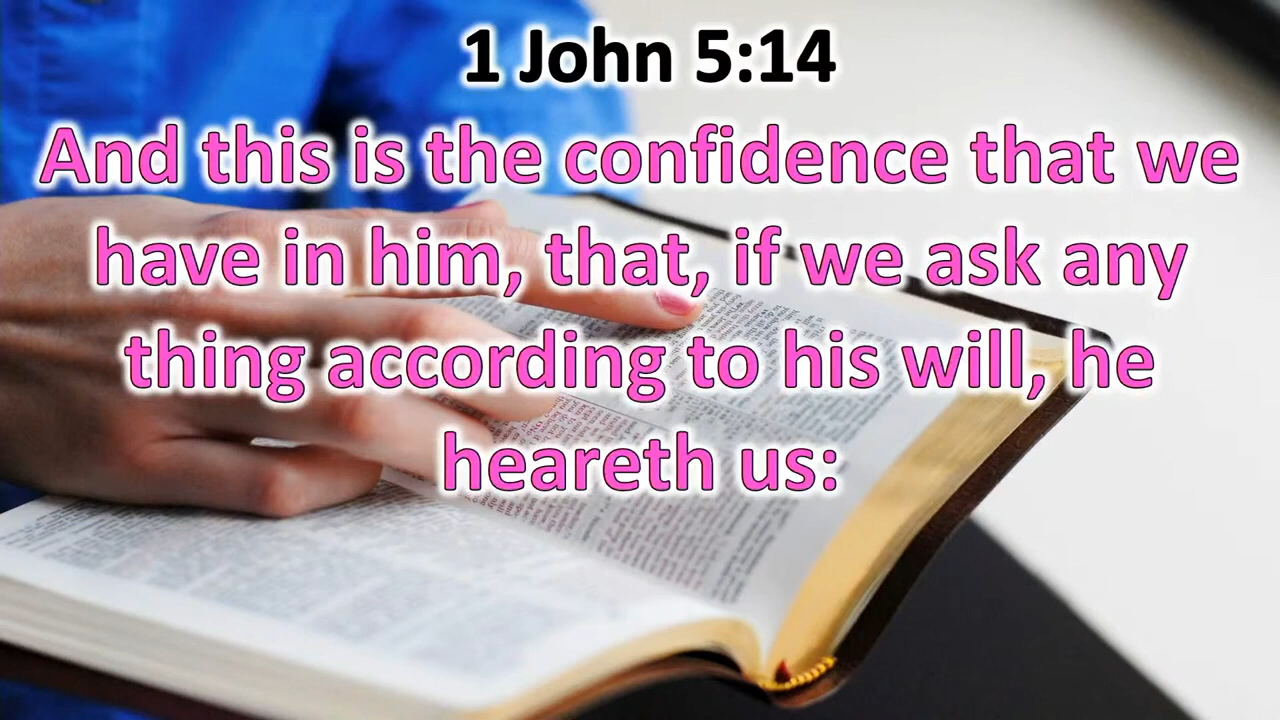 1 John 5:14
And this is the confidence that we
have in him, that, if we ask any
thing according to his will, he
heareth us: